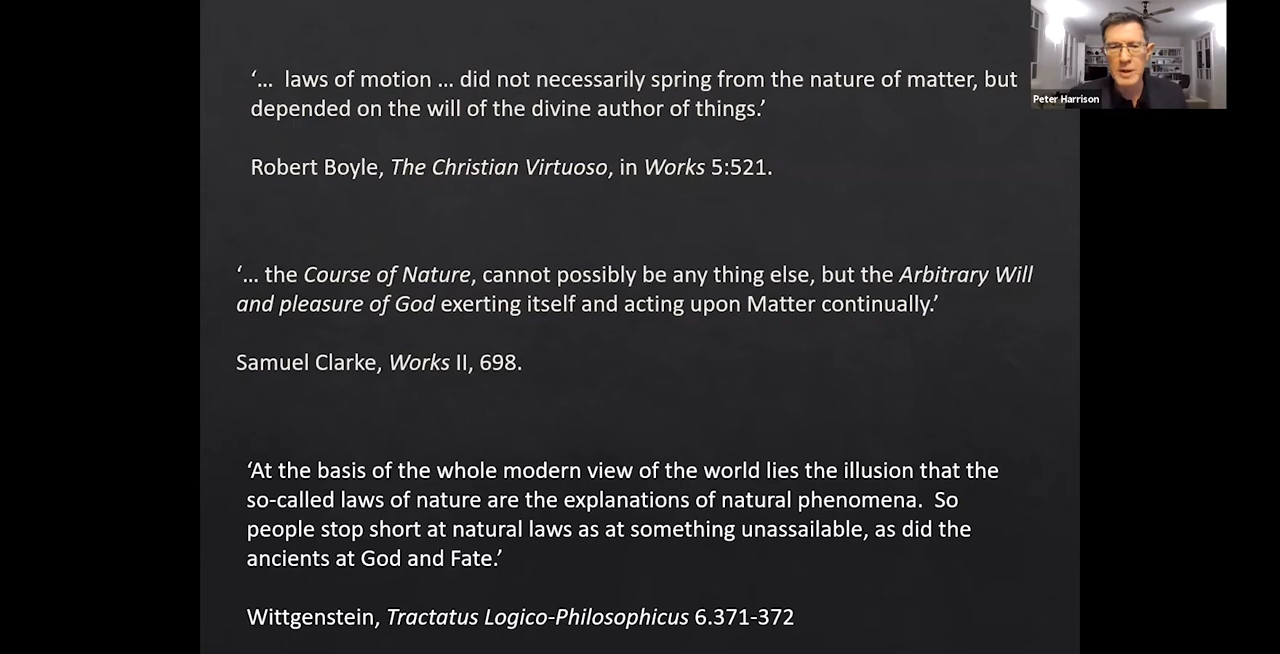 ‘... laws of motion ... did not necessarily spring from the nature of matter, but
depended on the will of the divine author of things.’
Robert Boyle, The Christian Virtuoso, in Works 5:521.
‘... the Course of Nature, cannot possibly be any thing else, but the Arbitrary Will
and pleasure of God exerting itself and acting upon Matter continually.’
Samuel Clarke, Works II, 698.
‘At the basis of the whole modern view of the world lies the illusion that the
so-called laws of nature are the explanations of natural phenomena.  So
people stop short at natural laws as at something unassailable, as did the
ancients at God and Fate.’
Wittgenstein, Tractatus Logico-Philosophicus 6.371-372
Peter Harrison